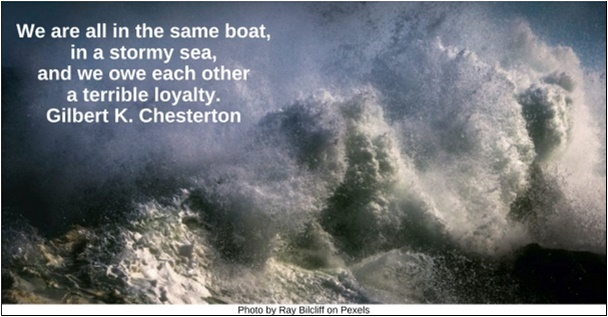 We are all in the same boat,
in a stormy sea,
and we owe each other
a terrible loyalty.
Gilbert K. Chesterton
Photo by Ray Bilcliff on Pexels